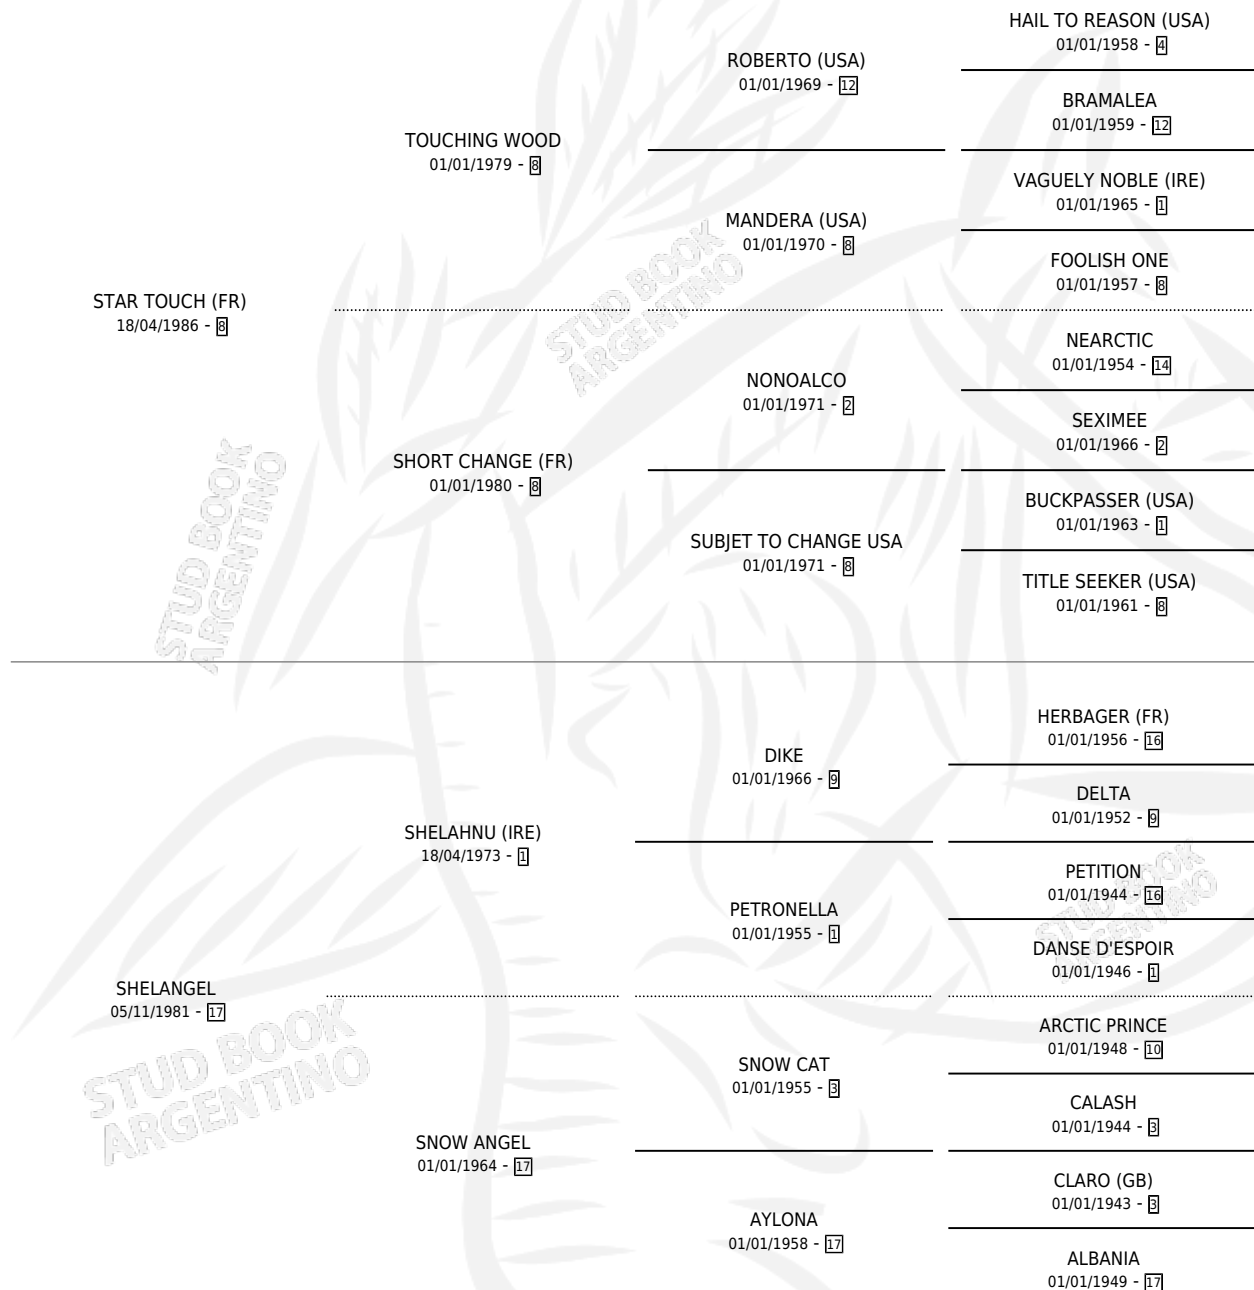 HAIL TO REASON (USA)
01/01/1958 - 4
ROBERTO (USA)
01/01/1969 - 12
BRAMALEA
01/01/1959 - 12
TOUCHING WOOD
01/01/1979 - 8
VAGUELY NOBLE (IRE)
01/01/1965 - 1
MANDERA (USA)
01/01/1970 - 8
FOOLISH ONE
01/01/1957 - 8
STAR TOUCH (FR)
18/04/1986 - 8
NEARCTIC
01/01/1954 - 14
NONOALCO
01/01/1971 - 2
SEXIMEE
01/01/1966 - 2
SHORT CHANGE (FR)
01/01/1980 - 8
BUCKPASSER (USA)
01/01/1963 - 1
SUBJET TO CHANGE USA
01/01/1971 - 8
TITLE SEEKER (USA)
01/01/1961 - 8
HERBAGER (FR)
01/01/1956 - 16
DIKE
01/01/1966 - 9
DELTA
01/01/1952 - 9
SHELAHNU (IRE)
18/04/1973 - 1
PETITION
01/01/1944 - 16
PETRONELLA
01/01/1955 - 1
DANSE D'ESPOIR
01/01/1946 - 1
SHELANGEL
05/11/1981 - 17
ARCTIC PRINCE
01/01/1948 - 10
SNOW CAT
01/01/1955 - 3
CALASH
01/01/1944 - 3
SNOW ANGEL
01/01/1964 - 17
CLARO (GB)
01/01/1943 - 3
AYLONA
01/01/1958 - 17
ALBANIA
01/01/1949 - 17
STUD BOOK
ARGENTINO
STUD BOOK
ARGENTINO
STUD BOOK
ARGENTINO
STUD BOOK
ARGENTINO